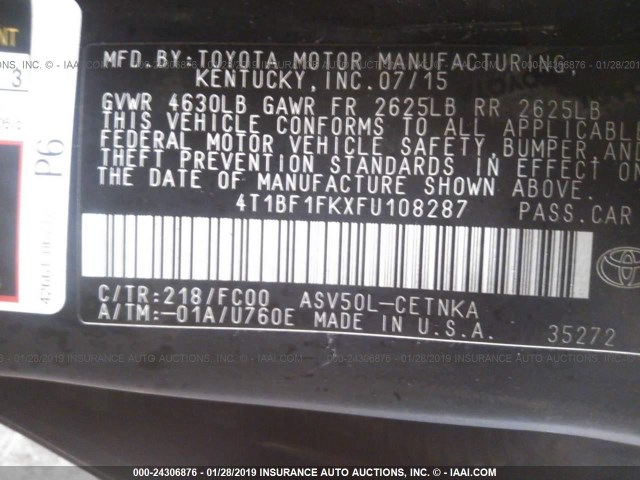 MFD. BY: TOYOTA MOTOR MANUFACTURING,
KENTUCKY, INC. 07/15
GVWR 4630LB GAWR FR 2625LB RR 2625LB
THIS VEHICLE CONFORMS TO ALL APPLICABLE
FEDERAL MOTOR VEHICLE SAFETY, BUMPER, AND
THEFT PREVENTION STANDARDS IN EFFECT ON
THE DATE OF MANUFACTURE SHOWN ABOVE.
4T1BF1FKXFU108287 PASS. CAR
C/TR: 218/FC00 ASV50L-CETNKA
A/TM: -01A/U760E MADE IN U.S.A. 35272
3
P6
000-24306876 - 01/28/2019 INSURANCE AUTO AUCTIONS © - IAAI.COM